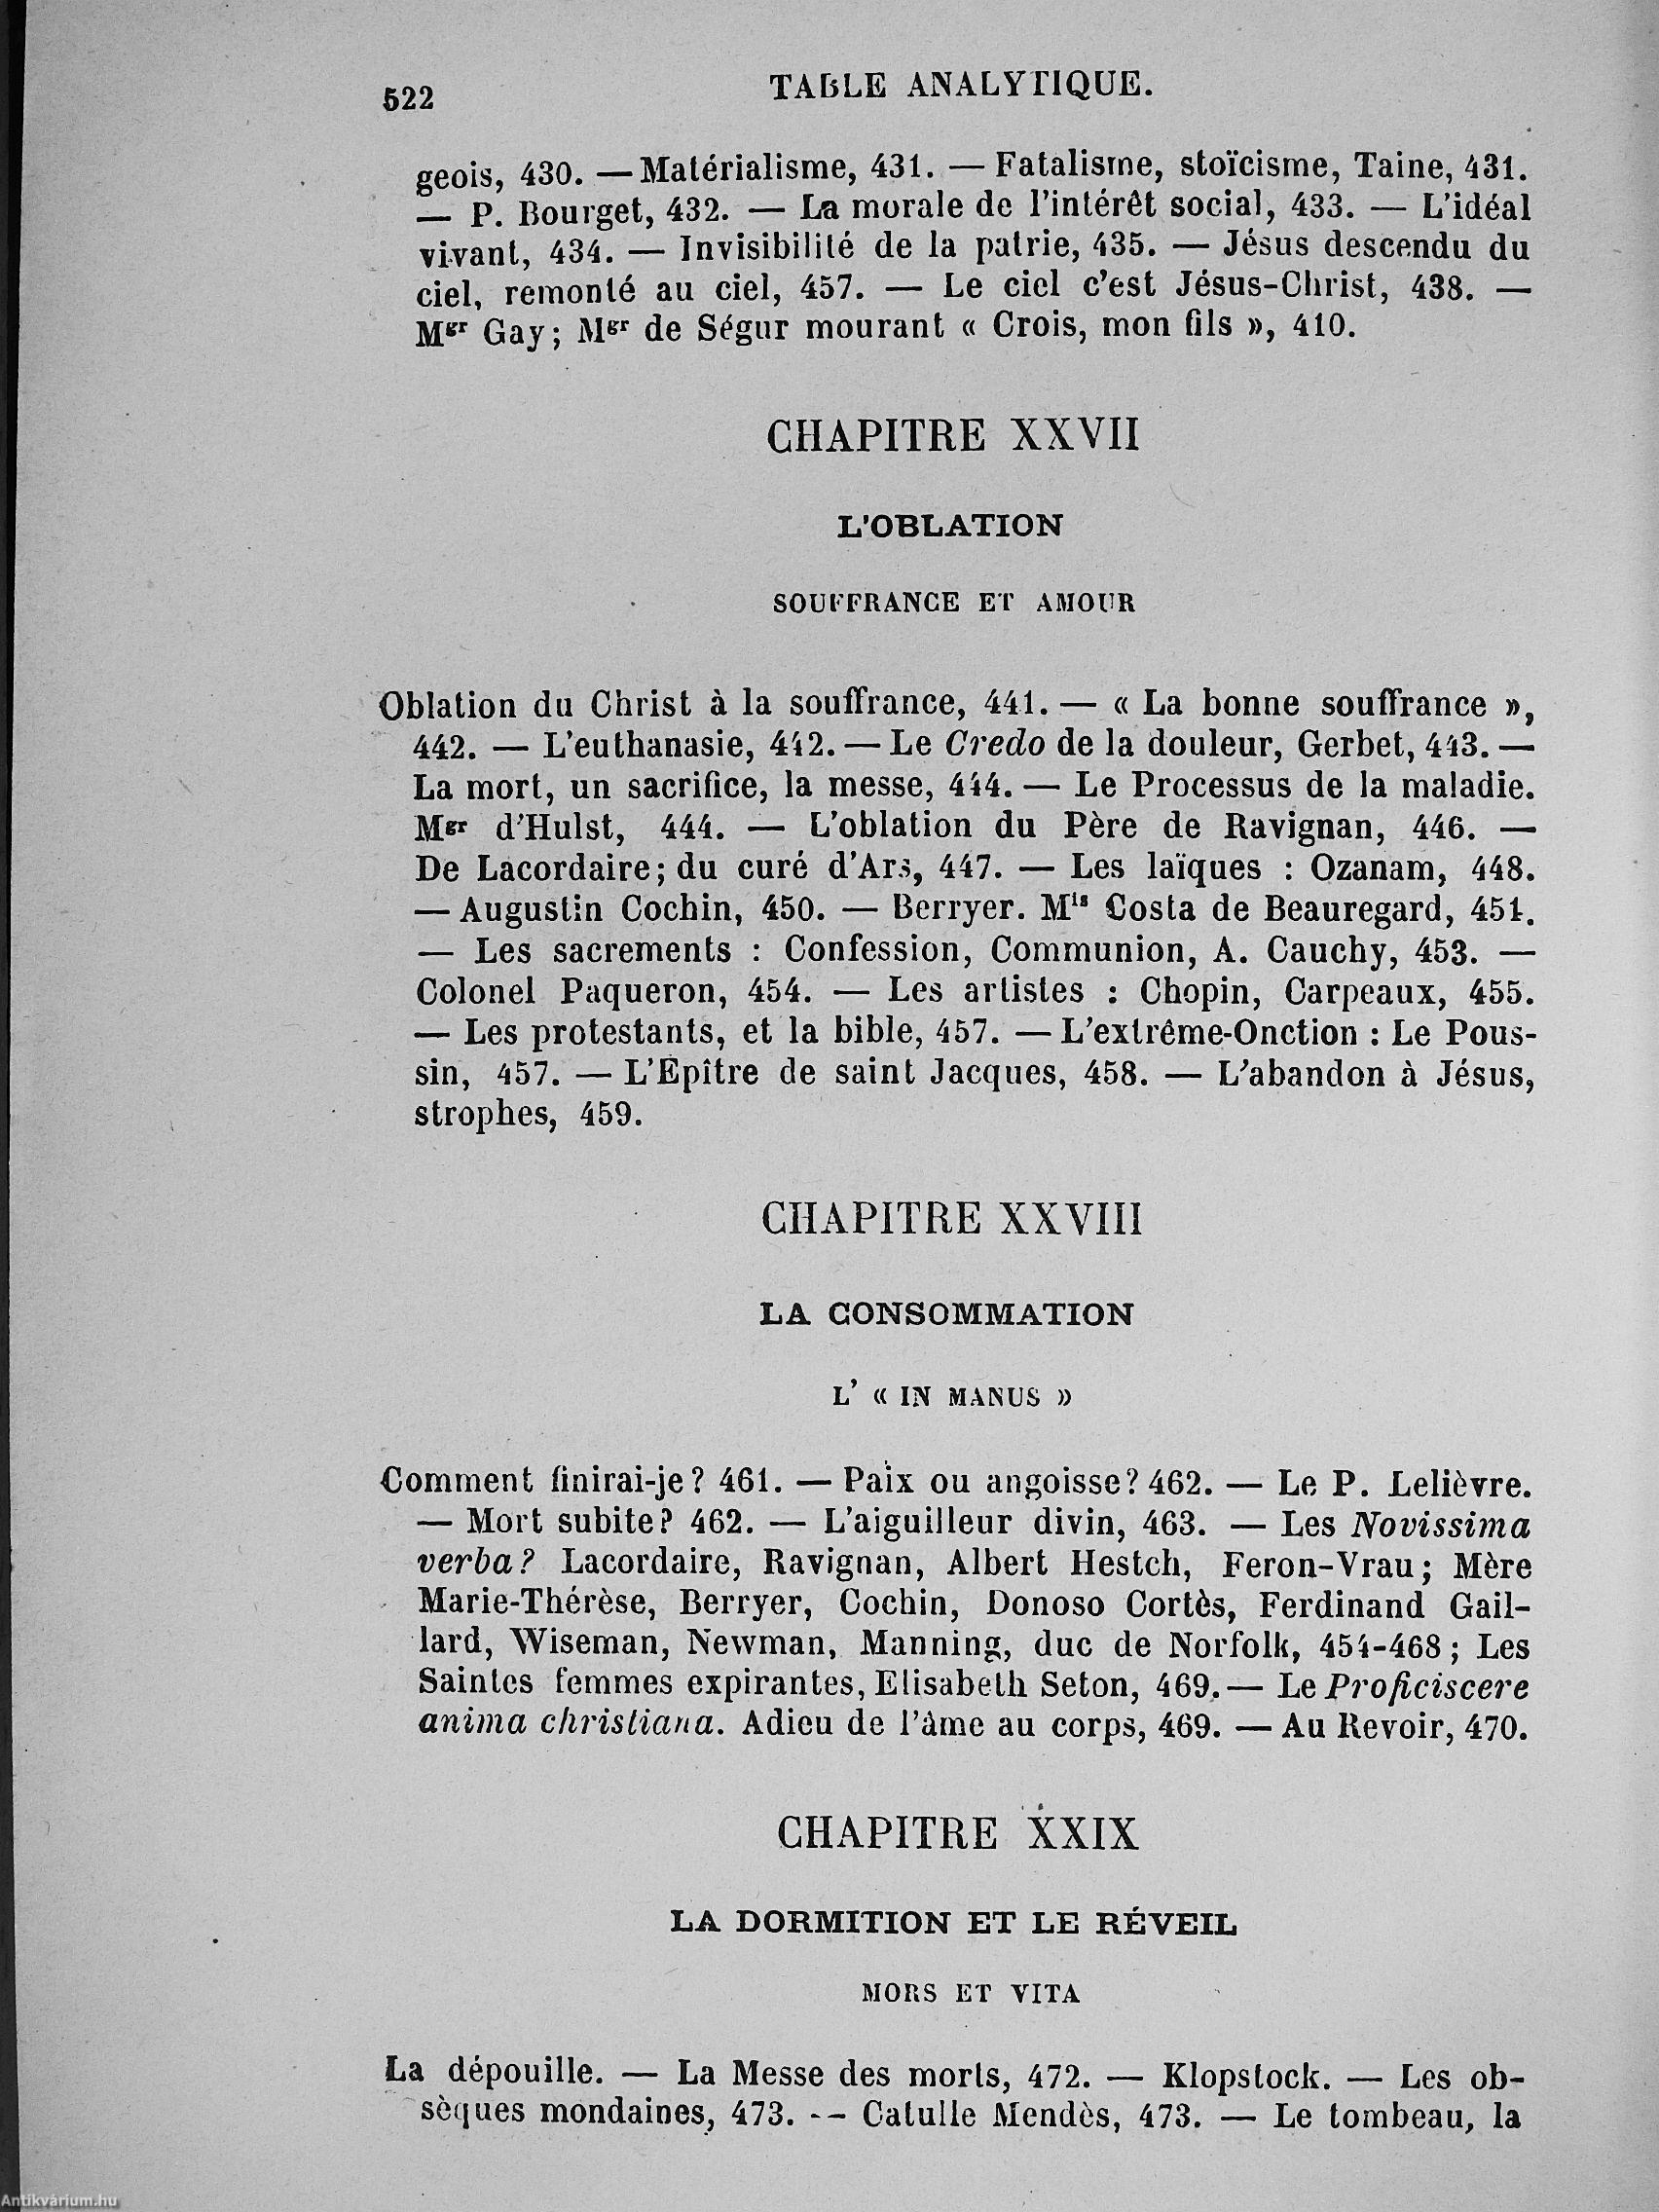 522
TABLE ANALYTIQUE.
geois, 430. — Matérialisme, 431. — Fatalisme, stoïcisme, Taine, 431.
— P. Bourget, 432. — La morale de l'intérêt social, 433. — L'idéal
vivant, 434. — Invisibilité de la patrie, 435. — Jésus descendu du
ciel, remonté au ciel, 457. — Le ciel c'est Jésus-Christ, 438. —
Mgr Gay; Mgr de Ségur mourant « Crois, mon fils », 410.
CHAPITRE XXVII
L'OBLATION
SOUFFRANCE ET AMOUR
Oblation du Christ à la souffrance, 441. — « La bonne souffrance »,
442. — L'euthanasie, 442. — Le Credo de la douleur, Gerbet, 443. —
La mort, un sacrifice, la messe, 444. — Le Processus de la maladie.
Mgr d'Hulst, 444. — L'oblation du Père de Ravignan, 446. —
De Lacordaire; du curé d'Ars, 447. — Les laïques : Ozanam, 448.
— Augustin Cochin, 450. — Berryer. Mis Costa de Beauregard, 451.
— Les sacrements : Confession, Communion, A. Cauchy, 453. —
Colonel Paqueron, 454. — Les artistes : Chopin, Carpeaux, 455.
— Les protestants, et la bible, 457. — L'extrême-Onction : Le Pous-
sin, 457. — L'Épître de saint Jacques, 458. — L'abandon à Jésus,
strophes, 459.
CHAPITRE XXVIII
LA CONSOMMATION
L' « IN MANUS »
Comment finirai-je? 461. — Paix ou angoisse? 462. — Le P. Lelièvre.
— Mort subite? 462. — L'aiguilleur divin, 463. — Les Novissima
verba? Lacordaire, Ravignan, Albert Hestch, Feron-Vrau; Mère
Marie-Thérèse, Berryer, Cochin, Donoso Cortès, Ferdinand Gail-
lard, Wiseman, Newman, Manning, duc de Norfolk, 454-468; Les
Saintes femmes expirantes, Elisabeth Seton, 469. — Le Proficiscere
anima christiana. Adieu de l'âme au corps, 469. — Au Revoir, 470.
CHAPITRE XXIX
LA DORMITION ET LE RÉVEIL
MORS ET VITA
La dépouille. — La Messe des morts, 472. — Klopstock. — Les ob-
sèques mondaines, 473. -- Catulle Mendès, 473. — Le tombeau, la
Antikvárium.hu